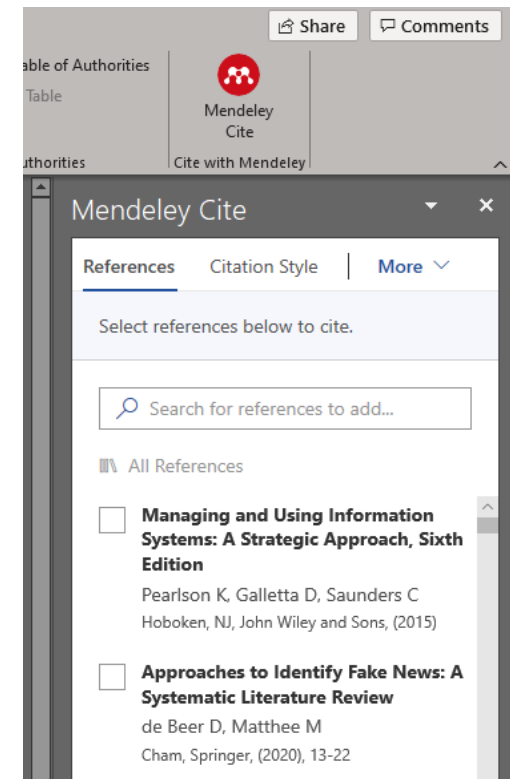 Share
Comments
able of Authorities
Table
Mendeley
Cite
uthorities
Cite with Mendeley
Mendeley Cite
References
Citation Style
More
Select references below to cite.
Search for references to add...
All References
Managing and Using Information
Systems: A Strategic Approach, Sixth
Edition
Pearlson K, Galletta D, Saunders C
Hoboken, NJ, John Wiley and Sons, (2015)
Approaches to Identify Fake News: A
Systematic Literature Review
de Beer D, Matthee M
Cham, Springer, (2020), 13-22